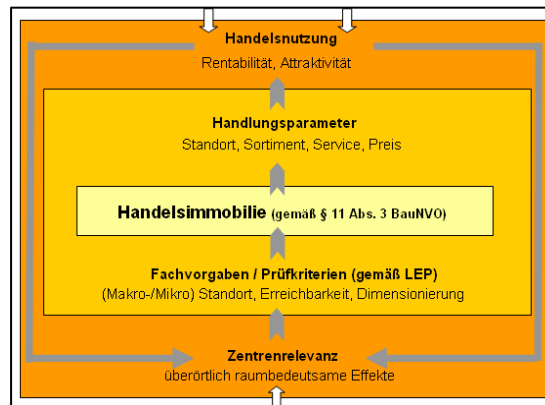 Handelsnutzung
Rentabilität, Attraktivität
Handlungsparameter
Standort, Sortiment, Service, Preis
Handelsimmobilie (gemäß § 11 Abs. 3 BauNVO)
Fachvorgaben / Prüfkriterien (gemäß LEP)
(Makro-/Mikro) Standort, Erreichbarkeit, Dimensionierung
Zentrenrelevanz
überörtlich raumbedeutsame Effekte